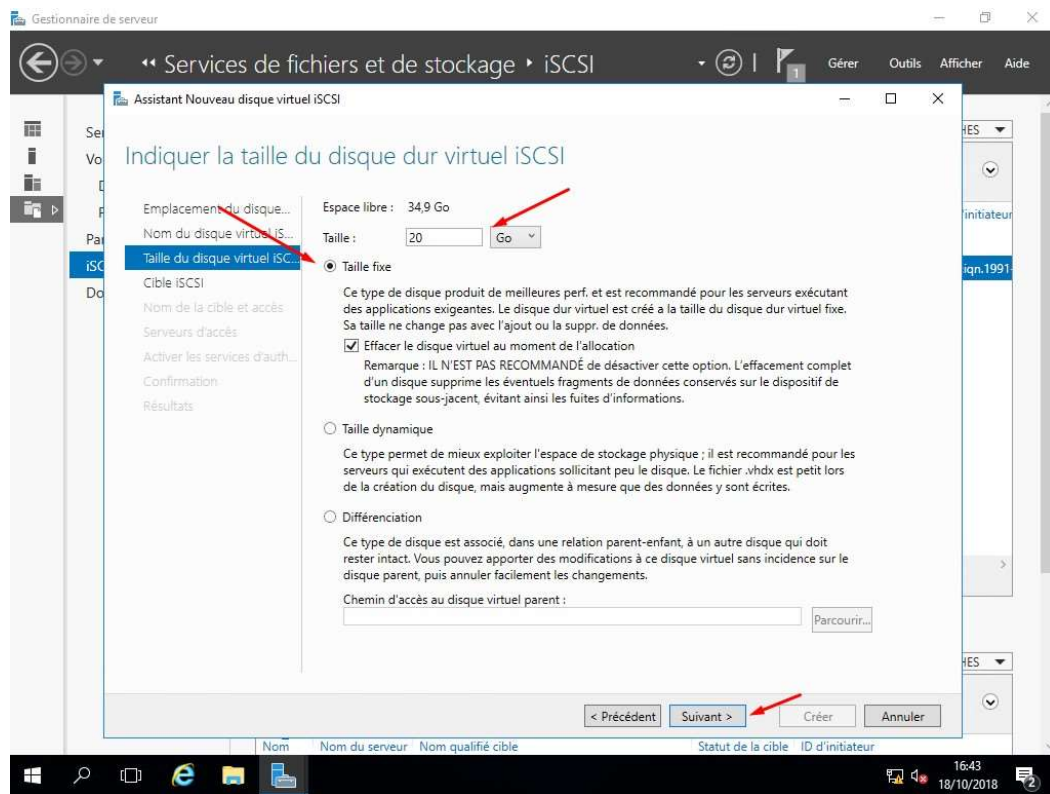 Gestionnaire de serveur
Services de fichiers et de stockage • iSCSI
1
Gérer Outils Afficher Aide
Assistant Nouveau disque virtuel iSCSI
Indiquer la taille du disque dur virtuel iSCSI
Emplacement du disque...
Nom du disque virtuel iS...
Taille du disque virtuel iSC...
Cible iSCSI
Nom de la cible et accès
Serveurs d'accès
Activer les services d'auth...
Confirmation
Résultats
Espace libre : 34,9 Go
Taille : 20 Go
Taille fixe
Ce type de disque produit de meilleures perf. et est recommandé pour les serveurs exécutant
des applications exigeantes. Le disque dur virtuel est créé a la taille du disque dur virtuel fixe.
Sa taille ne change pas avec l'ajout ou la suppr. de données.
Effacer le disque virtuel au moment de l'allocation
Remarque : IL N'EST PAS RECOMMANDÉ de désactiver cette option. L'effacement complet
d'un disque supprime les éventuels fragments de données conservés sur le dispositif de
stockage sous-jacent, évitant ainsi les fuites d'informations.
Taille dynamique
Ce type permet de mieux exploiter l'espace de stockage physique ; il est recommandé pour les
serveurs qui exécutent des applications sollicitant peu le disque. Le fichier .vhdx est petit lors
de la création du disque, mais augmente à mesure que des données y sont écrites.
Différenciation
Ce type de disque est associé, dans une relation parent-enfant, à un autre disque qui doit
rester intact. Vous pouvez apporter des modifications à ce disque virtuel sans incidence sur le
disque parent, puis annuler facilement les changements.
Chemin d'accès au disque virtuel parent :
Parcourir...
< Précédent Suivant > Créer Annuler
Nom Nom du serveur Nom qualifié cible Statut de la cible ID d'initiateur
iqn.1991-
16:43
18/10/2018
2